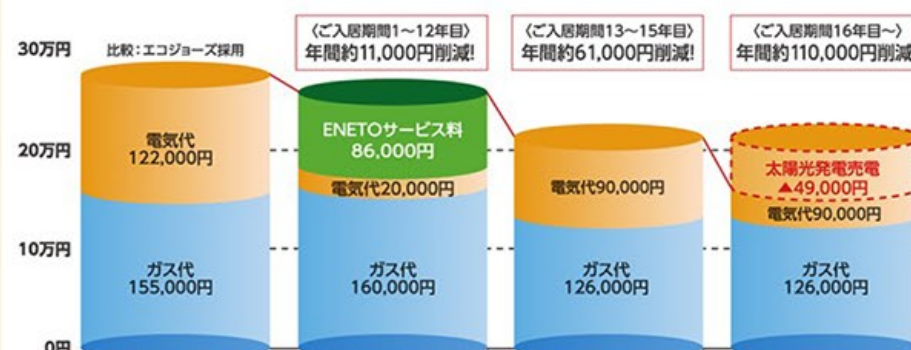 30万円
20万円
10万円
0円
比較：エコジョーズ採用
電気代
122,000円
ガス代
155,000円
〈ご入居期間1〜12年目〉
年間約11,000円削減!
ENETOサービス料
86,000円
電気代20,000円
ガス代
160,000円
〈ご入居期間13〜15年目〉
年間約61,000円削減!
電気代90,000円
ガス代
126,000円
〈ご入居期間16年目〜〉
年間約110,000円削減
太陽光発電売電
▲49,000円
電気代90,000円
ガス代
126,000円